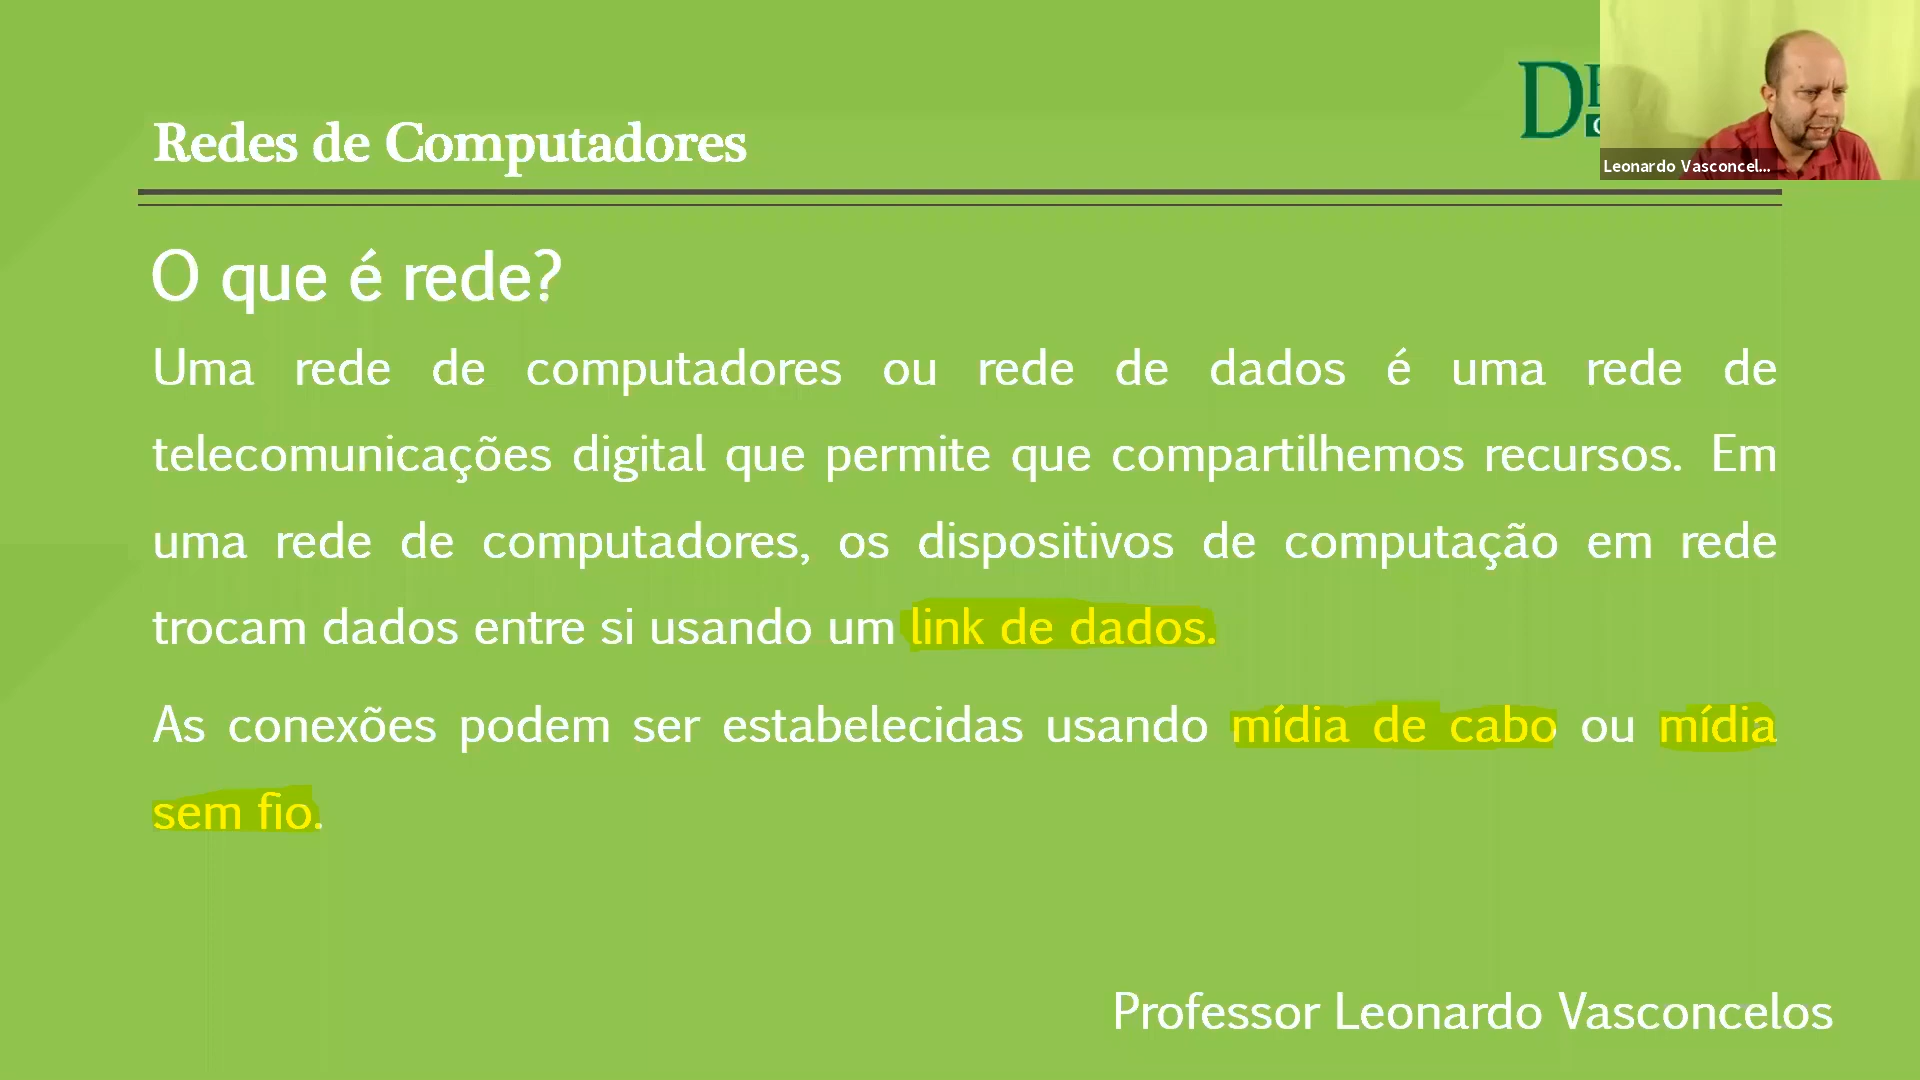 Redes de Computadores
Leonardo Vasconcel...
O que é rede?
Uma rede de computadores ou rede de dados é uma rede de
telecomunicações digital que permite que compartilhemos recursos. Em
uma rede de computadores, os dispositivos de computação em rede
trocam dados entre si usando um link de dados.
As conexões podem ser estabelecidas usando mídia de cabo ou mídia
sem fio.
Professor Leonardo Vasconcelos